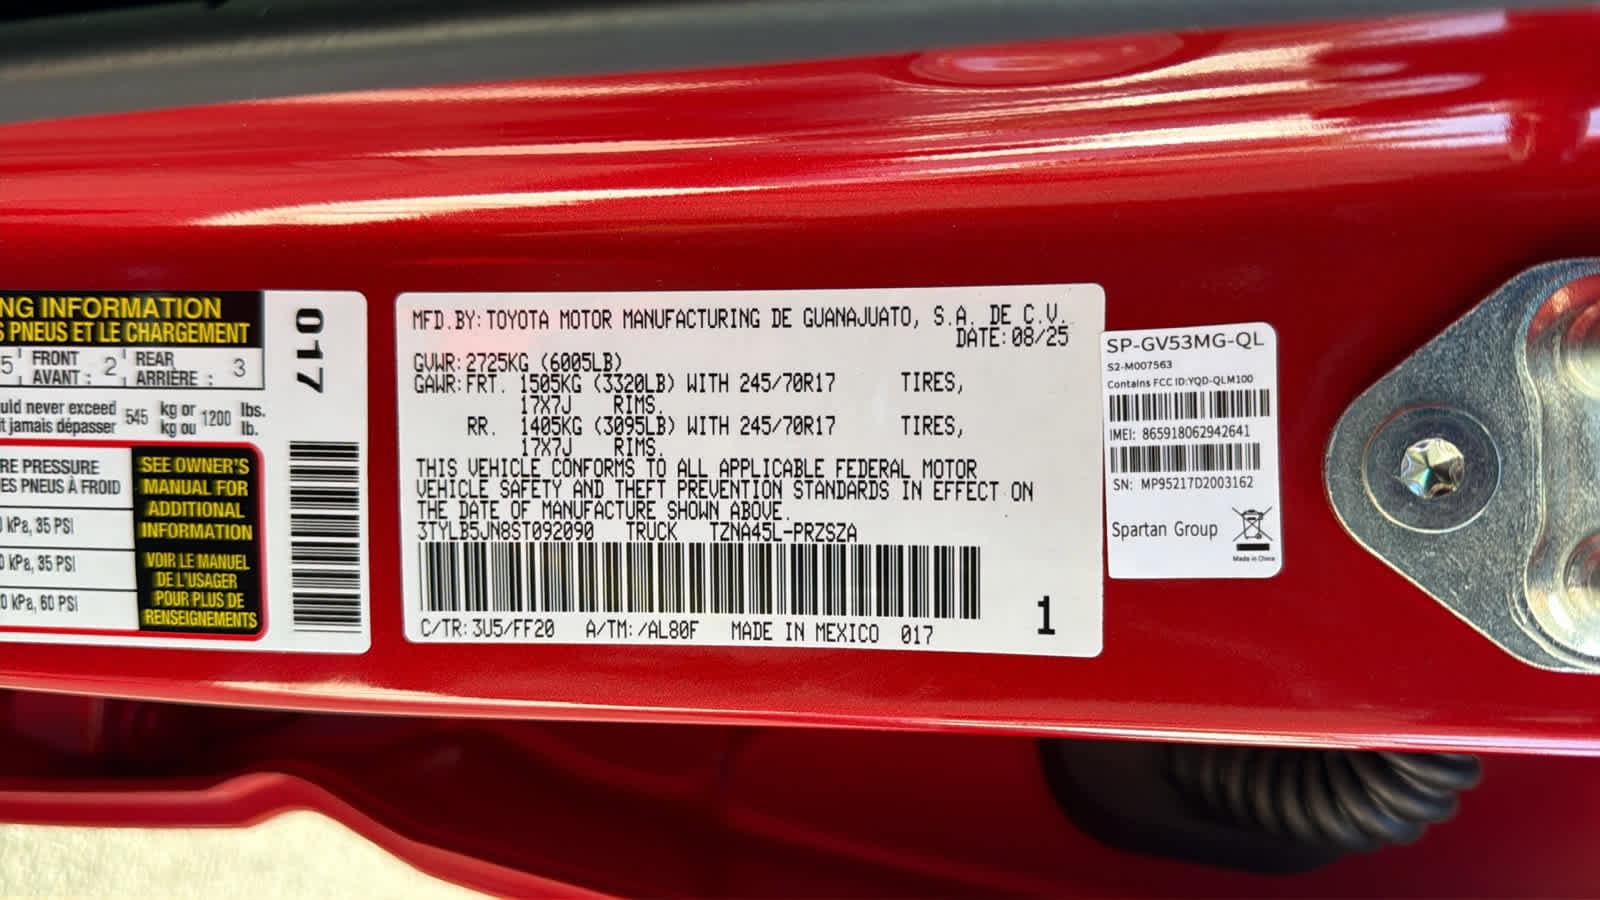 NG INFORMATION
S PNEUS ET LE CHARGEMENT
5 FRONT AVANT : 2 REAR ARRIÈRE : 3
uld never exceed 545 kg or 1200 lbs.
t jamais dépasser kg ou lb.
RE PRESSURE
ES PNEUS À FROID
0 kPa, 35 PSI
0 kPa, 35 PSI
0 kPa, 60 PSI
SEE OWNER'S
MANUAL FOR
ADDITIONAL
INFORMATION
VOIR LE MANUEL
DE L'USAGER
POUR PLUS DE
RENSEIGNEMENTS
017
MFD.BY: TOYOTA MOTOR MANUFACTURING DE GUANAJUATO, S.A. DE C.V.
DATE: 08/25
GVWR: 2725KG (6005LB)
GAWR: FRT. 1505KG (3320LB) WITH 245/70R17 TIRES,
17X7J RIMS.
RR. 1405KG (3095LB) WITH 245/70R17 TIRES,
17X7J RIMS.
THIS VEHICLE CONFORMS TO ALL APPLICABLE FEDERAL MOTOR
VEHICLE SAFETY AND THEFT PREVENTION STANDARDS IN EFFECT ON
THE DATE OF MANUFACTURE SHOWN ABOVE.
3TYLB5JN8ST092090 TRUCK TZNA45L-PRZSZA
C/TR: 3U5/FF20 A/TM: /AL80F MADE IN MEXICO 017
1
SP-GV53MG-QL
S2-M007563
Contains FCC ID:YQD-QLM100
IMEI: 865918062942641
SN: MP95217D2003162
Spartan Group
Made in China